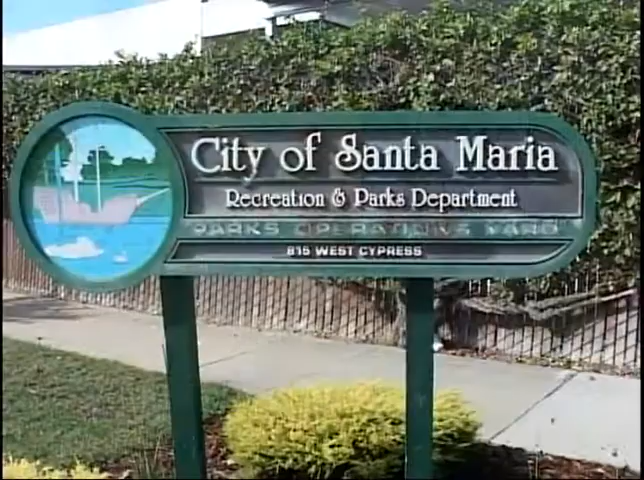 City of Santa Maria
Recreation & Parks Department
PARKS OPERATIONS YARD
815 WEST CYPRESS